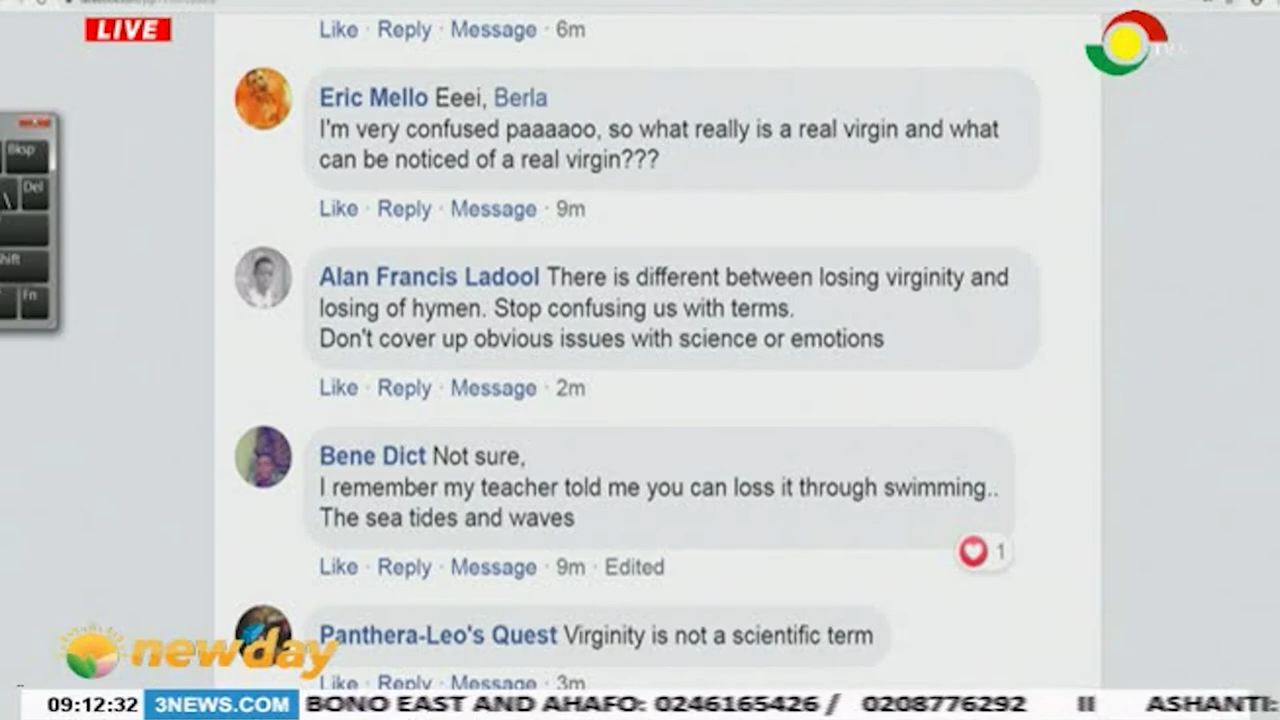 LIVE
Like · Reply · Message · 6m
Eric Mello Eeei, Berla
I'm very confused paaaaoo, so what really is a real virgin and what
can be noticed of a real virgin???
Like · Reply · Message · 9m
Bksp
\ Del
Shift
Fn
Alan Francis Ladool There is different between losing virginity and
losing of hymen. Stop confusing us with terms.
Don't cover up obvious issues with science or emotions
Like · Reply · Message · 2m
Bene Dict Not sure,
I remember my teacher told me you can loss it through swimming..
The sea tides and waves
1
Like · Reply · Message · 9m · Edited
Panthera-Leo's Quest Virginity is not a scientific term
newday
Like · Reply · Message · 3m
09:12:32 3NEWS.COM BONO EAST AND AHAFO: 0246165426 / 0208776292 II ASHANTI: